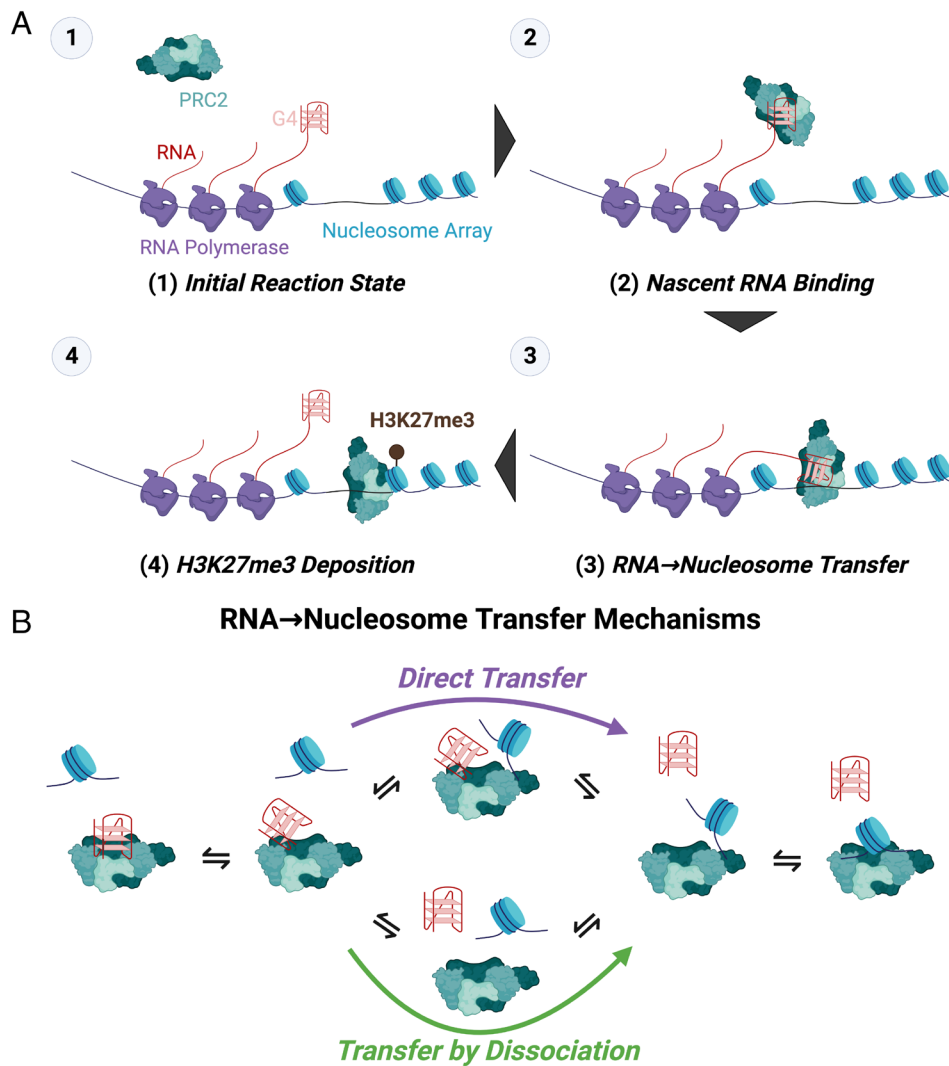 A
1
2
PRC2
G4
RNA
RNA Polymerase
Nucleosome Array
(1) Initial Reaction State
(2) Nascent RNA Binding
4
3
H3K27me3
(4) H3K27me3 Deposition
(3) RNA→Nucleosome Transfer
B
RNA→Nucleosome Transfer Mechanisms
Direct Transfer
Transfer by Dissociation